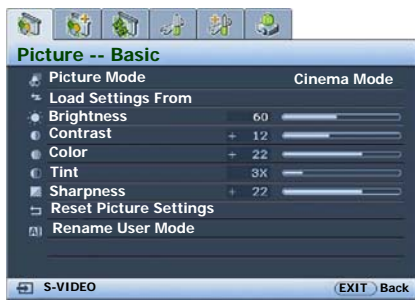 Picture -- Basic
Picture Mode Cinema Mode
Load Settings From
Brightness 60
Contrast + 12
Color + 22
Tint 3X
Sharpness + 22
Reset Picture Settings
Rename User Mode
S-VIDEO EXIT Back